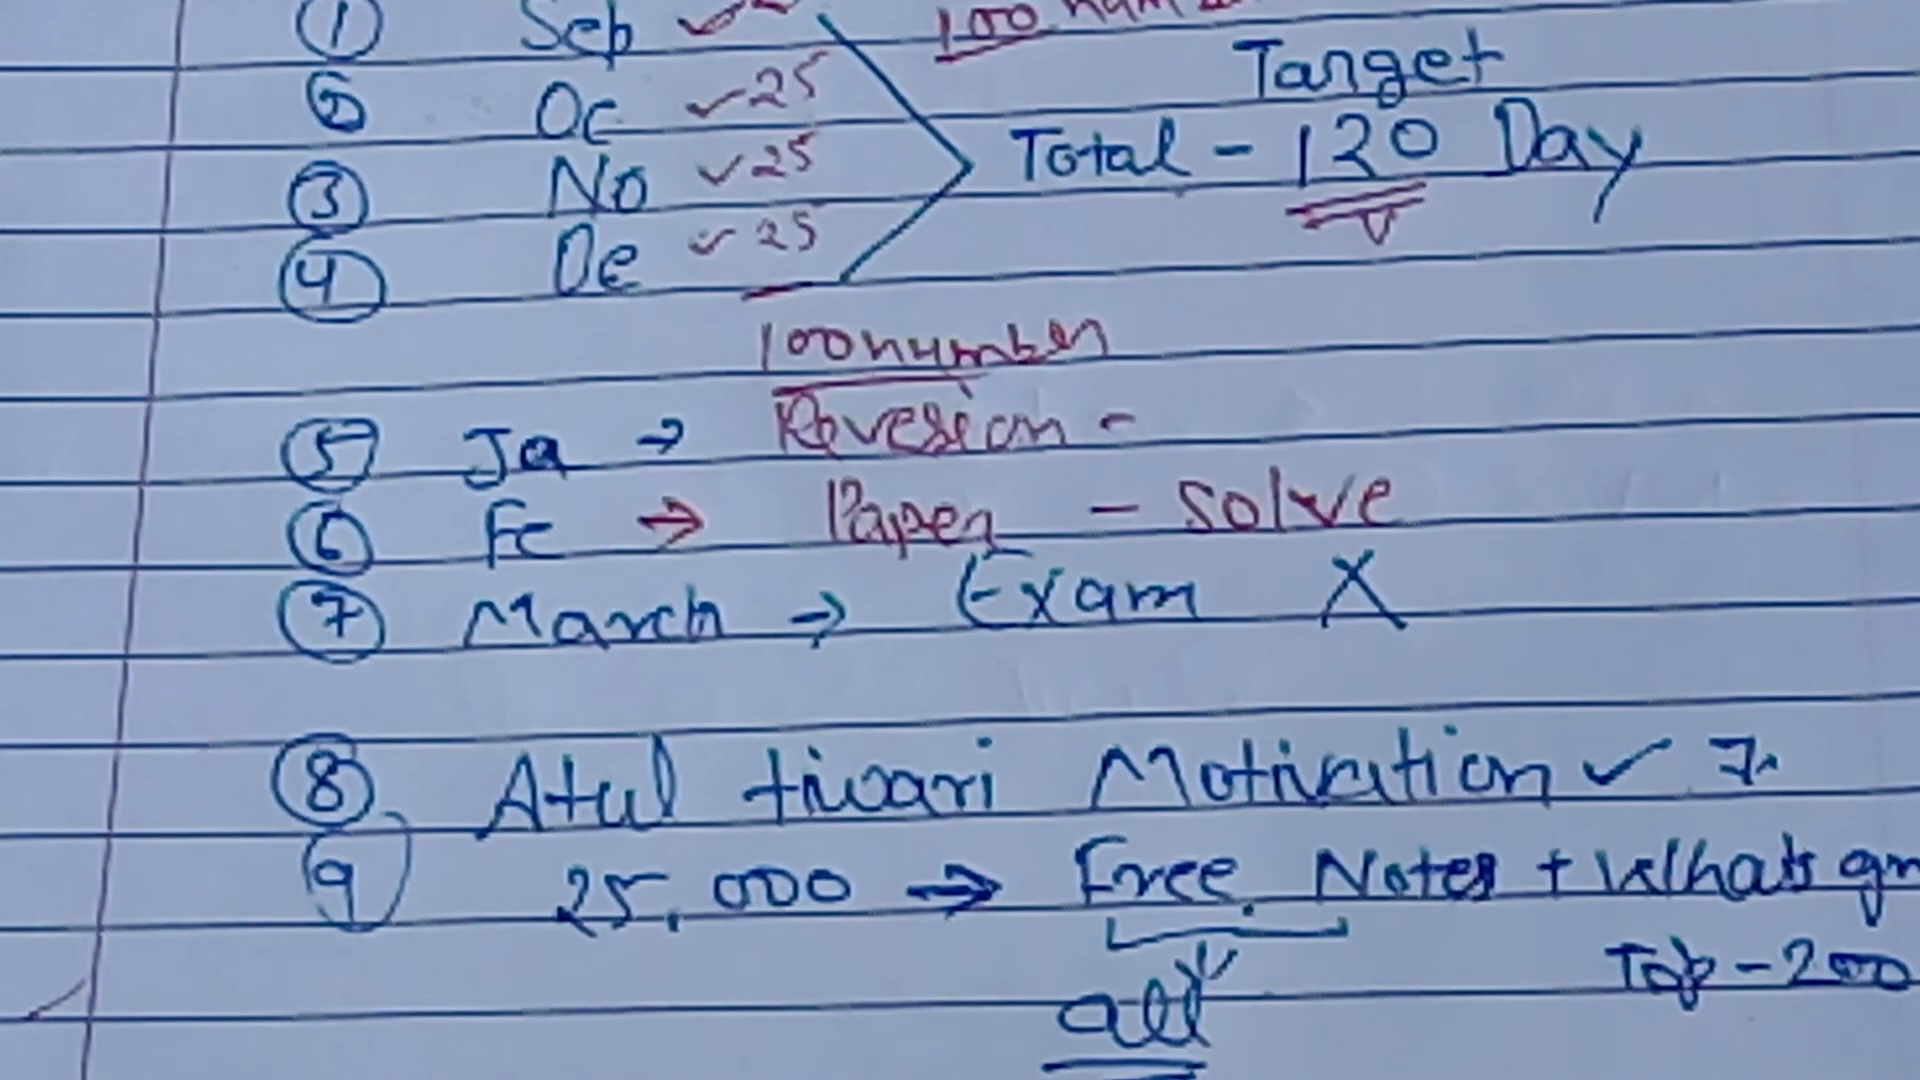 ① Sep ✓ 100
Target
② Oc ✓25
Total - 120 Day
③ No ✓25
④ De ✓25
100 number
⑤ Ja → Revesion -
⑥ Fe → Paper - Solve
⑦ March → Exam X
⑧ Atul tiwari Motivation ✓
⑨ 25,000 → Free Notes + Whats
Top - 200
all